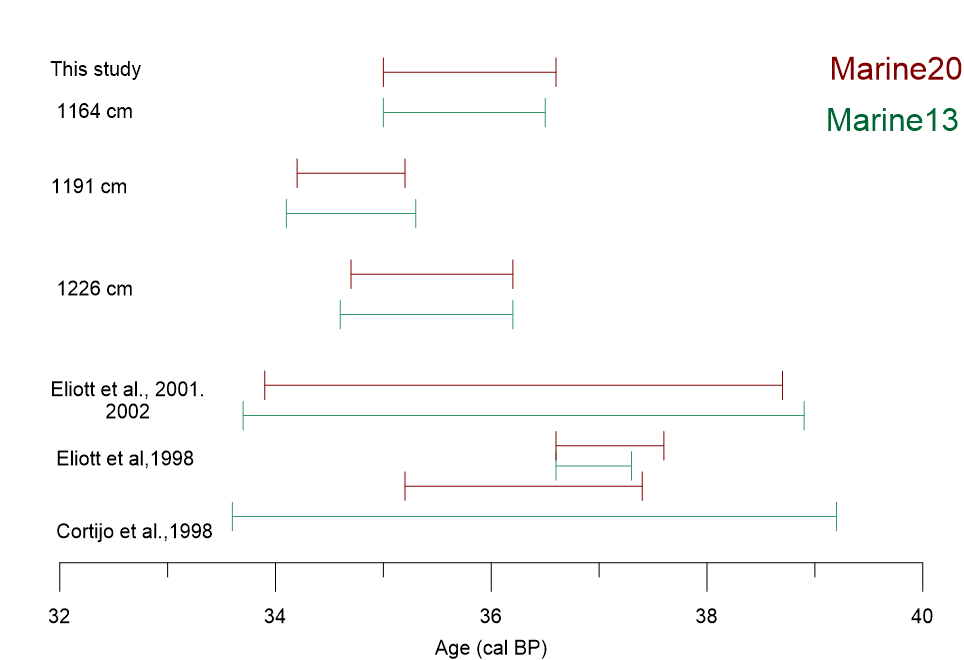 This study
Marine20
1164 cm
Marine13
1191 cm
1226 cm
Eliott et al., 2001.
2002
Eliott et al,1998
Cortijo et al.,1998
32 34 36 38 40
Age (cal BP)